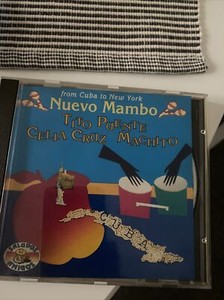 from Cuba to New York
Nuevo Mambo
TITO PUENTE
CELIA CRUZ MACHITO
CUBA